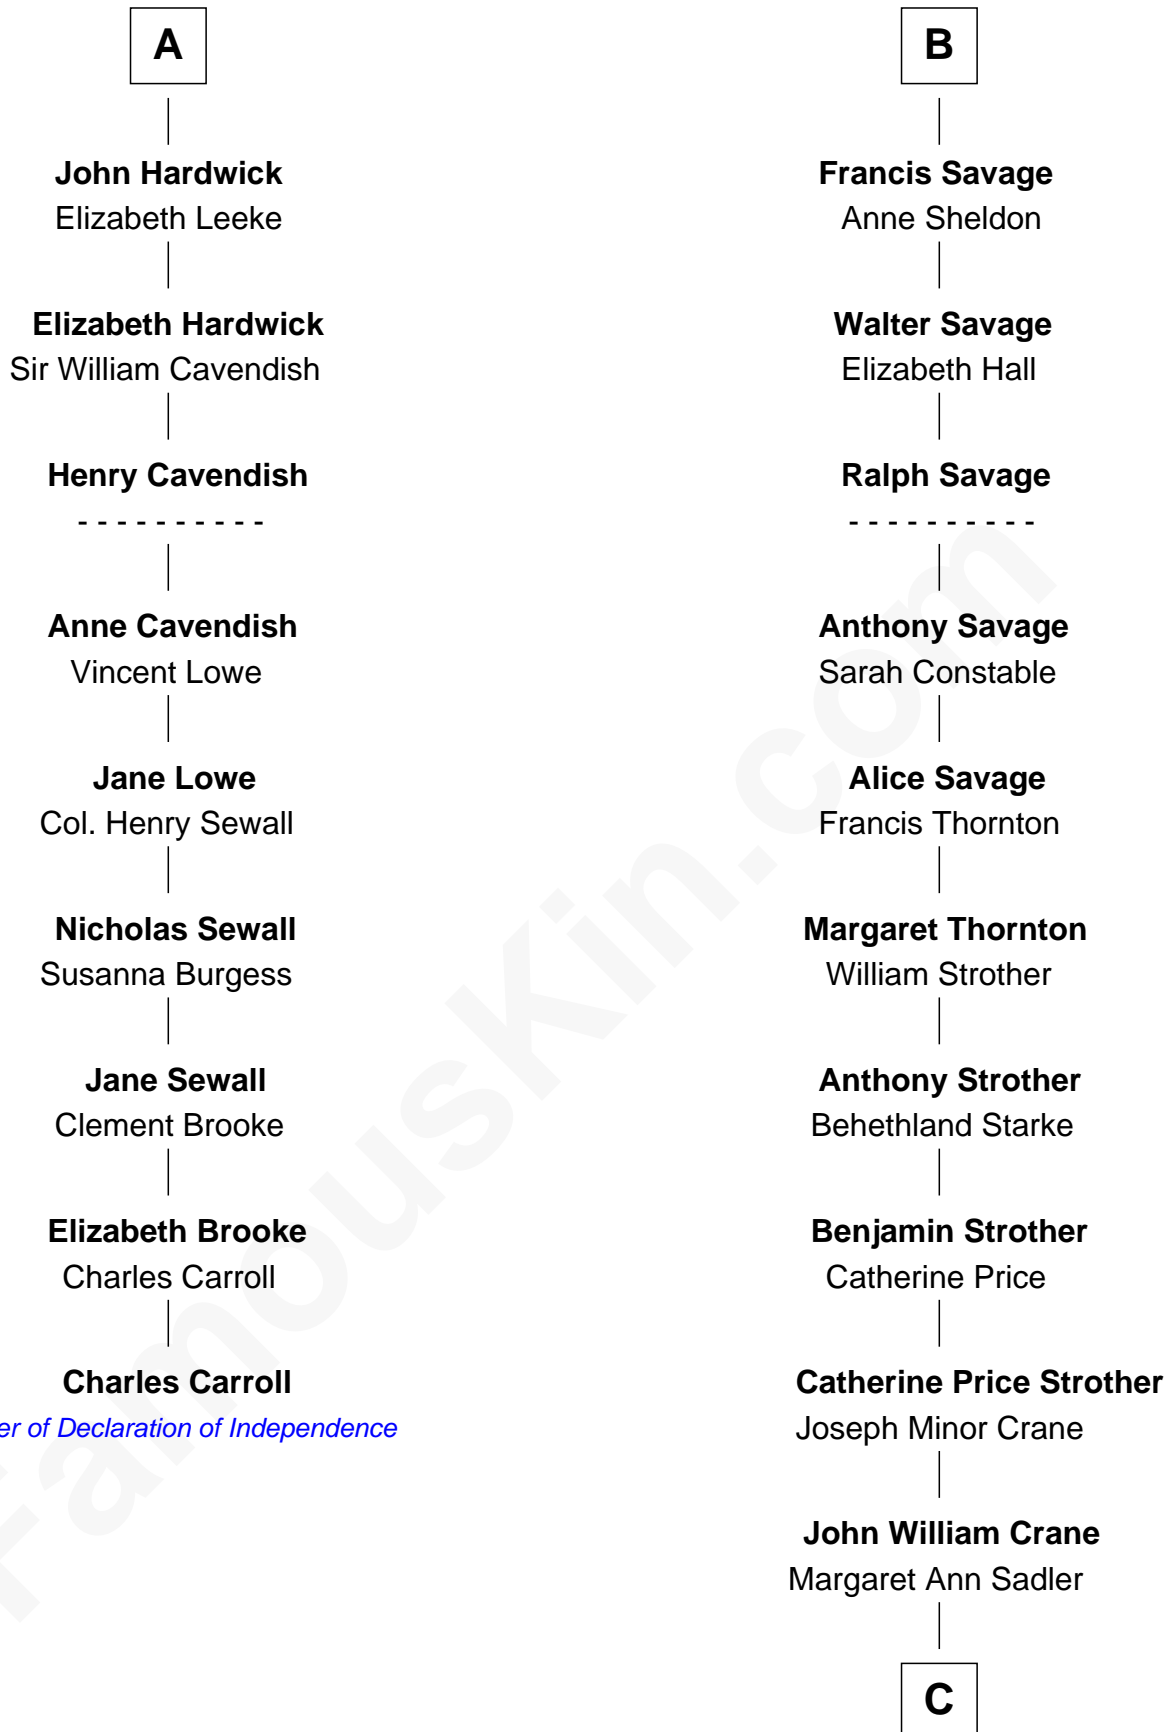 A
John Hardwick
Elizabeth Leeke
Elizabeth Hardwick
Sir William Cavendish
Henry Cavendish
- - - - - - - - - -
Anne Cavendish
Vincent Lowe
Jane Lowe
Col. Henry Sewall
Nicholas Sewall
Susanna Burgess
Jane Sewall
Clement Brooke
Elizabeth Brooke
Charles Carroll
Charles Carroll
er of Declaration of Independence
B
Francis Savage
Anne Sheldon
Walter Savage
Elizabeth Hall
Ralph Savage
- - - - - - - - - -
Anthony Savage
Sarah Constable
Alice Savage
Francis Thornton
Margaret Thornton
William Strother
Anthony Strother
Behethland Starke
Benjamin Strother
Catherine Price
Catherine Price Strother
Joseph Minor Crane
John William Crane
Margaret Ann Sadler
C
FamousKin.com